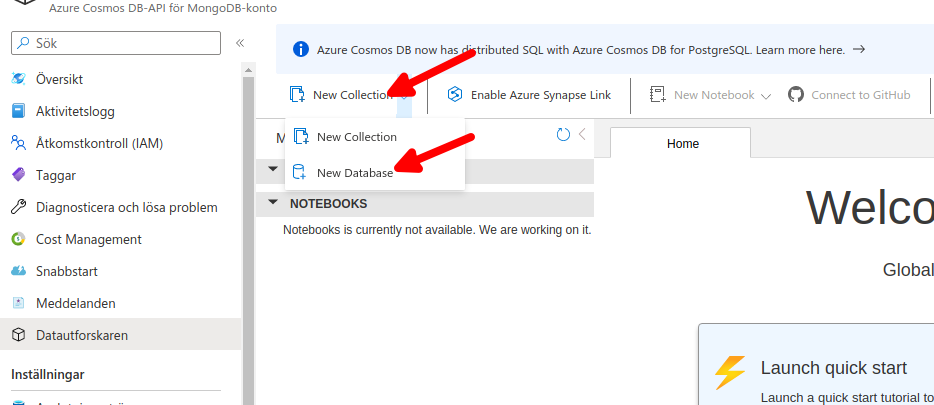 Azure Cosmos DB-API för MongoDB-konto
Sök
Översikt
Aktivitetslogg
Åtkomstkontroll (IAM)
Taggar
Diagnosticera och lösa problem
Cost Management
Snabbstart
Meddelanden
Datautforskaren
Inställningar
Azure Cosmos DB now has distributed SQL with Azure Cosmos DB for PostgreSQL. Learn more here.
New Collection
Enable Azure Synapse Link
New Notebook
Connect to GitHub
New Collection
New Database
NOTEBOOKS
Notebooks is currently not available. We are working on it.
Home
Welco
Global
Launch quick start
Launch a quick start tutorial to